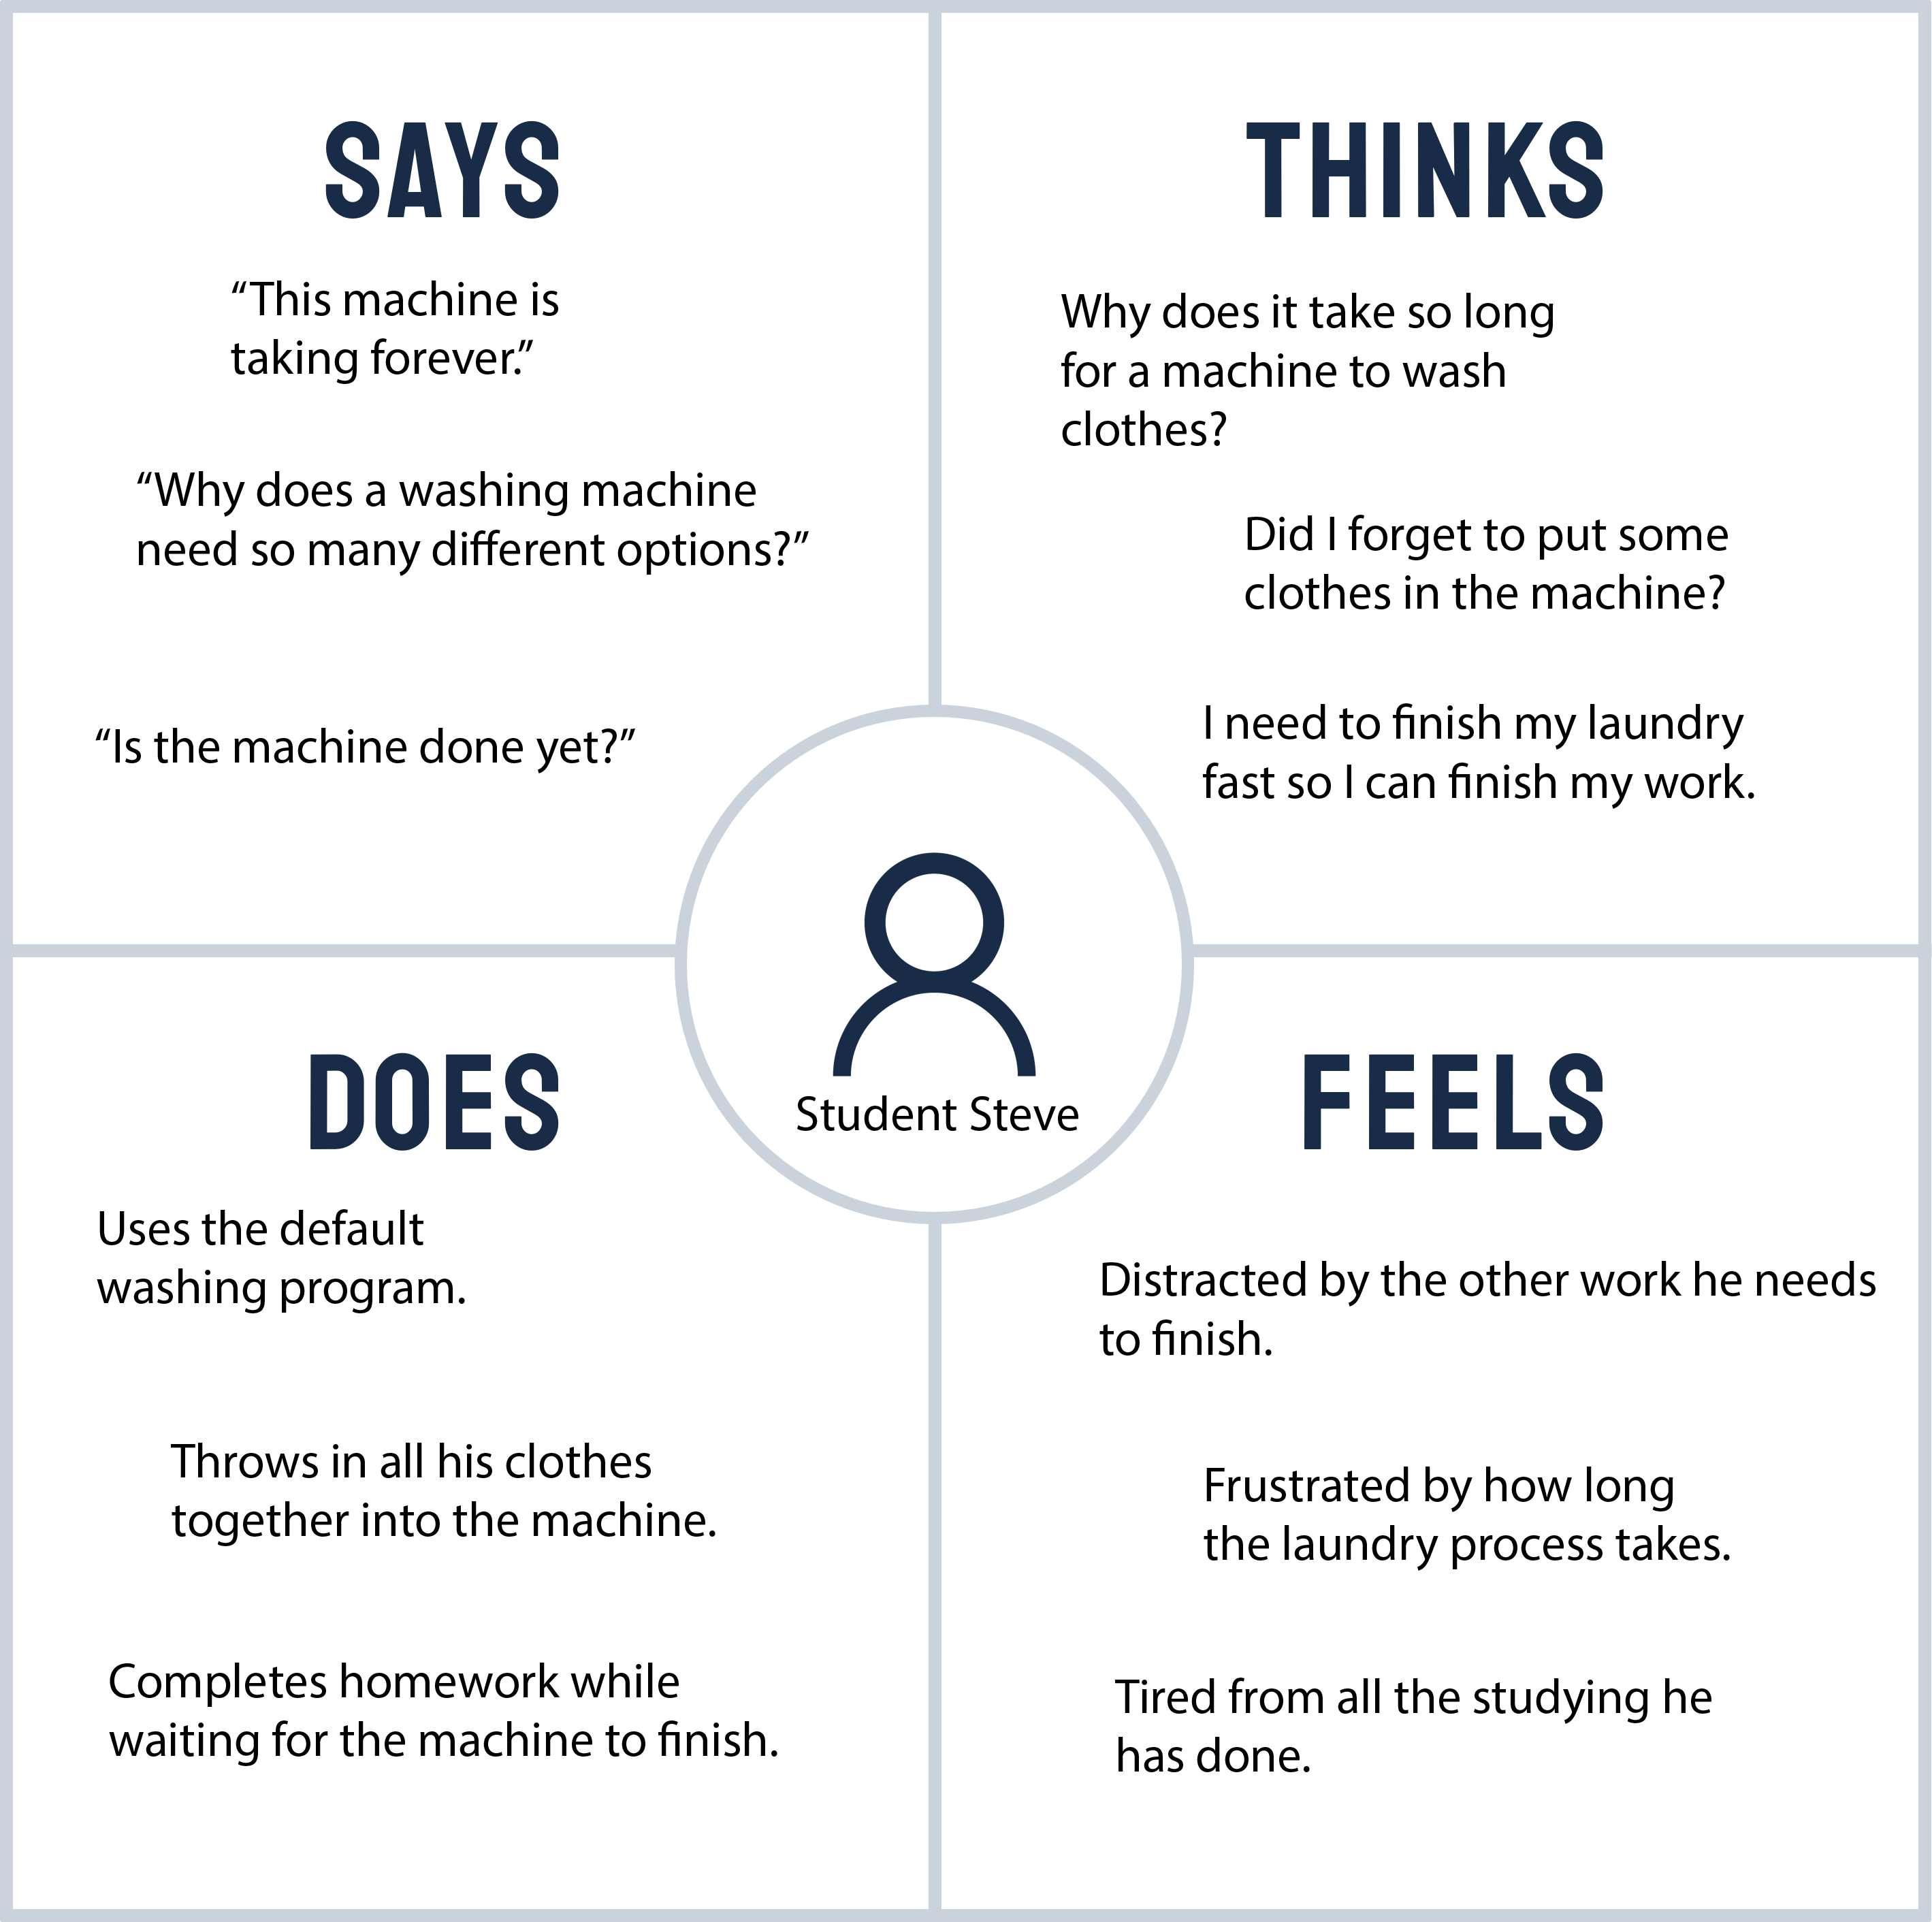 SAYS
“This machine is
taking forever.”
“Why does a washing machine
need so many different options?”
“Is the machine done yet?”
THINKS
Why does it take so long
for a machine to wash
clothes?
Did I forget to put some
clothes in the machine?
I need to finish my laundry
fast so I can finish my work.
Student Steve
DOES
Uses the default
washing program.
Throws in all his clothes
together into the machine.
Completes homework while
waiting for the machine to finish.
FEELS
Distracted by the other work he needs
to finish.
Frustrated by how long
the laundry process takes.
Tired from all the studying he
has done.